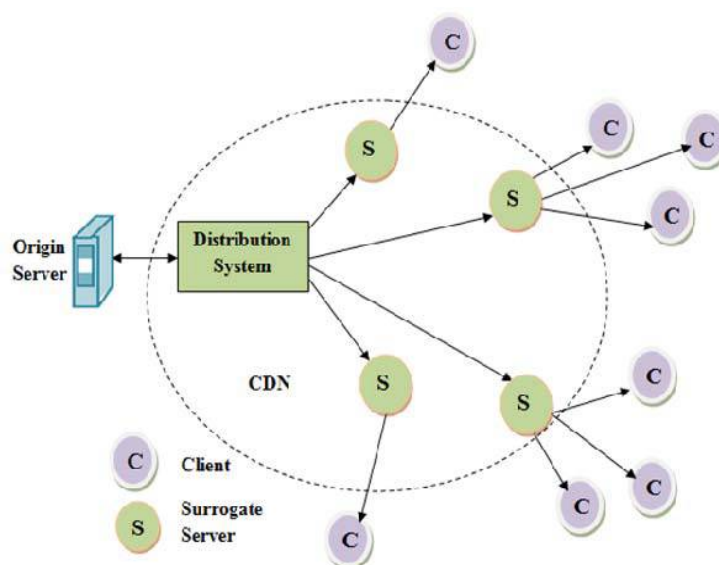 C
C
C
C
S
S
Origin
Server
Distribution
System
CDN
S
S
C
C
C
C
C
Client
S
Surrogate
Server
C